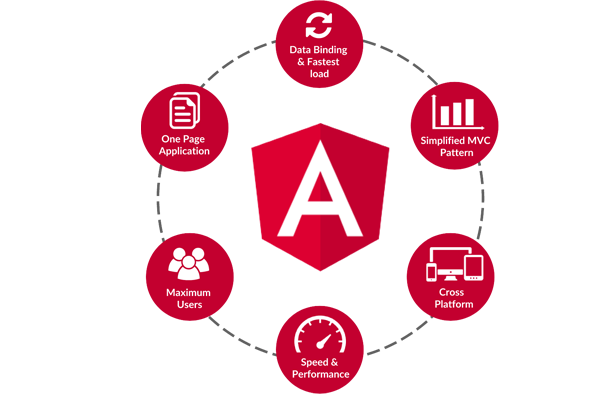 Data Binding
& Fastest
load
Simplified MVC
Pattern
Cross
Platform
Speed &
Performance
Maximum
Users
One Page
Application
A